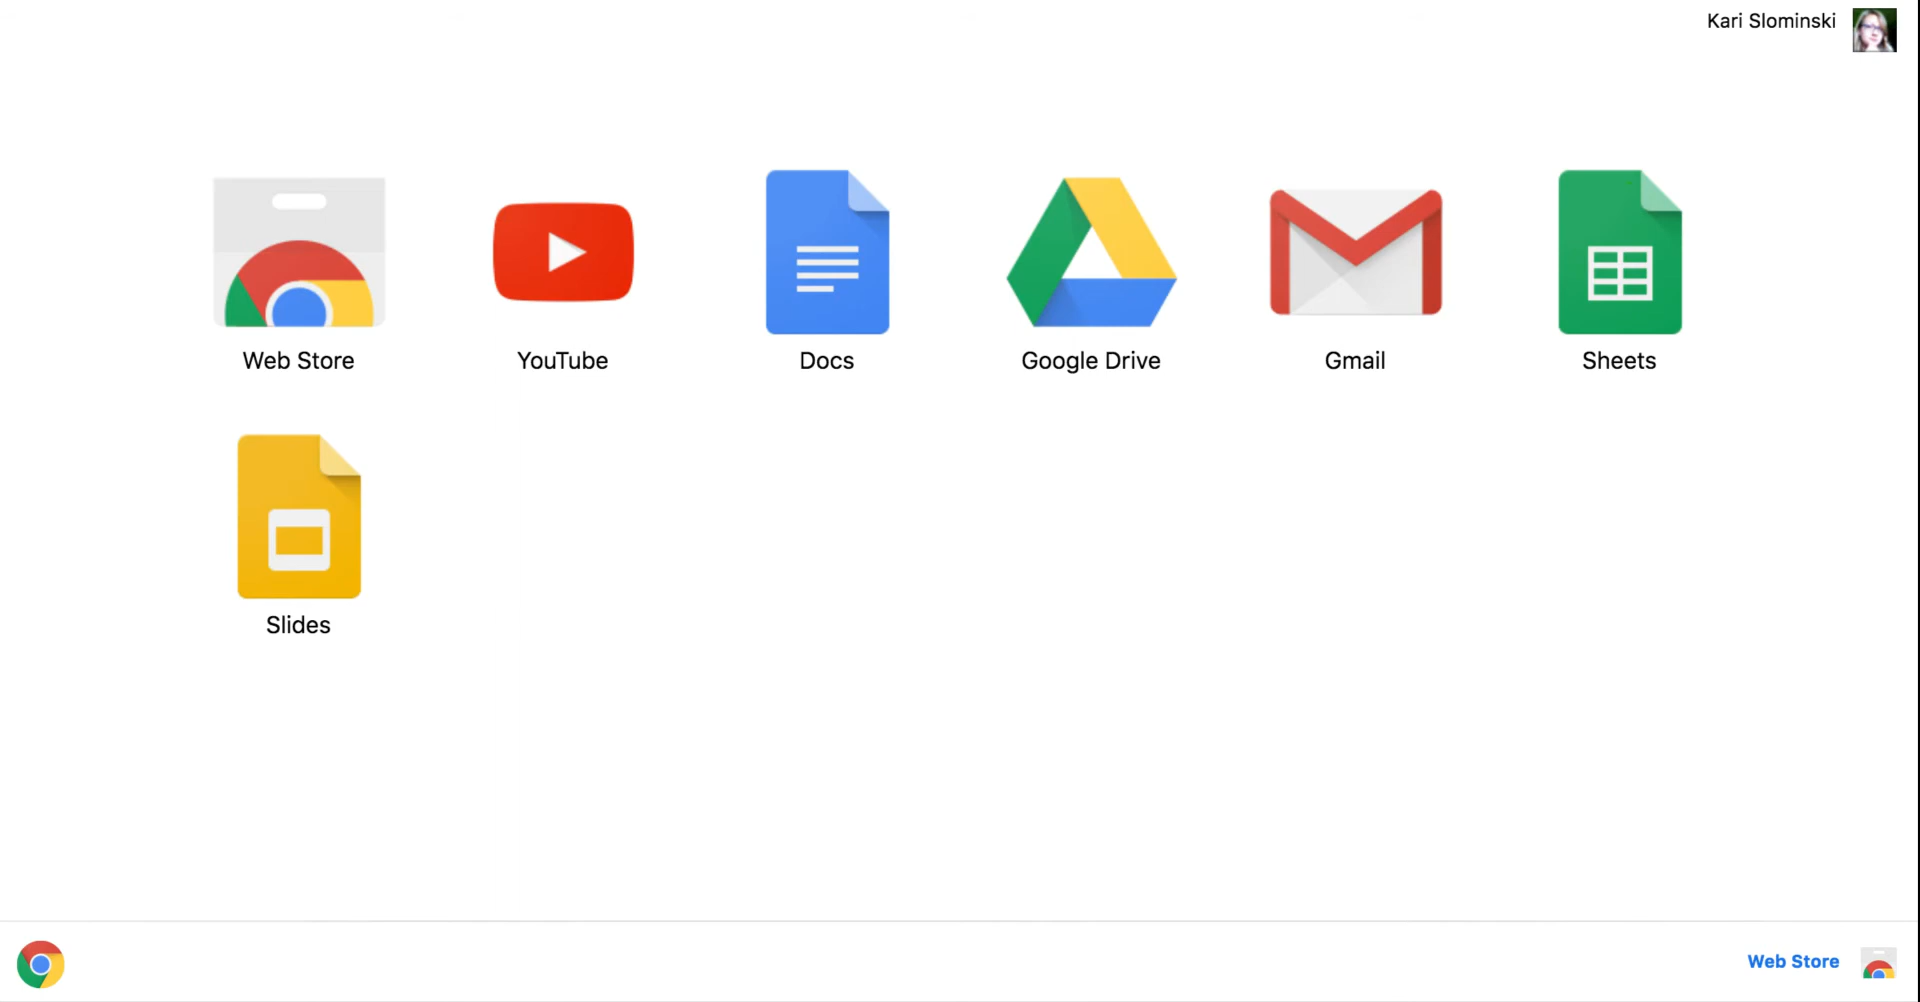 Kari Slominski
Web Store
YouTube
Docs
Google Drive
Gmail
Sheets
Slides
Web Store